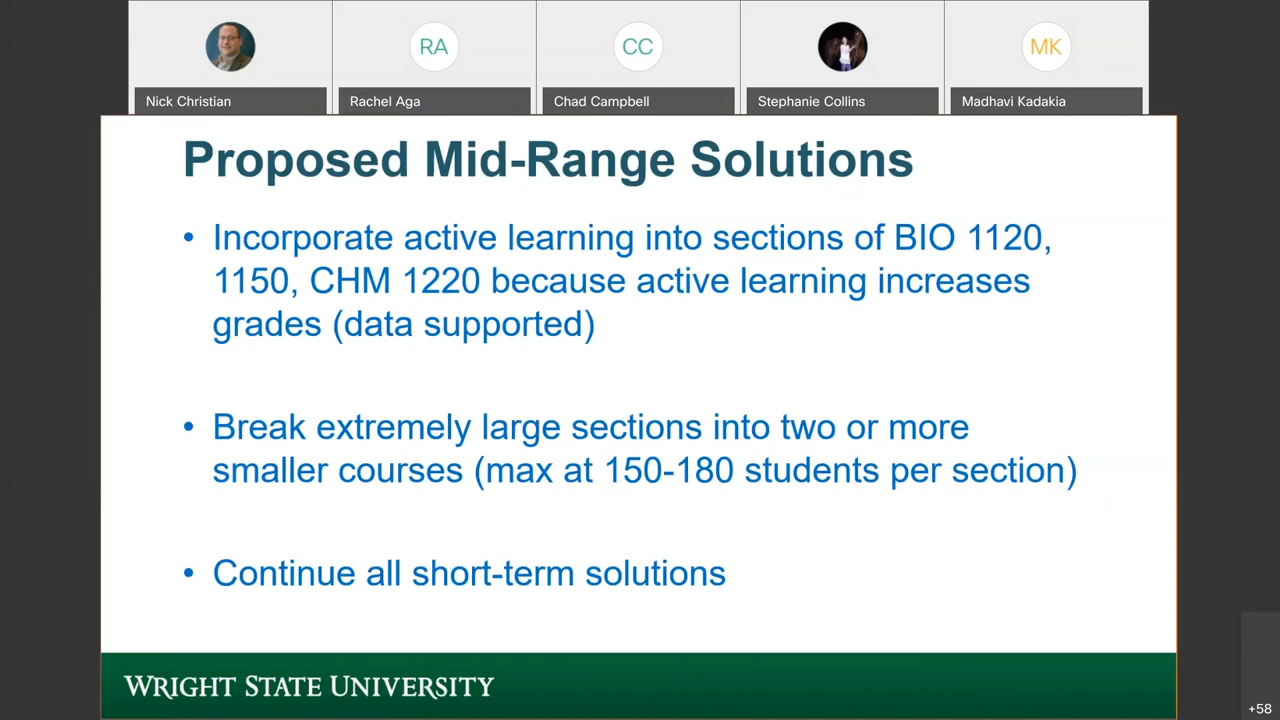 RA
CC
MK
Nick Christian
Rachel Aga
Chad Campbell
Stephanie Collins
Madhavi Kadakia
Proposed Mid-Range Solutions
• Incorporate active learning into sections of BIO 1120,
1150, CHM 1220 because active learning increases
grades (data supported)
• Break extremely large sections into two or more
smaller courses (max at 150-180 students per section)
• Continue all short-term solutions
WRIGHT STATE UNIVERSITY
+58